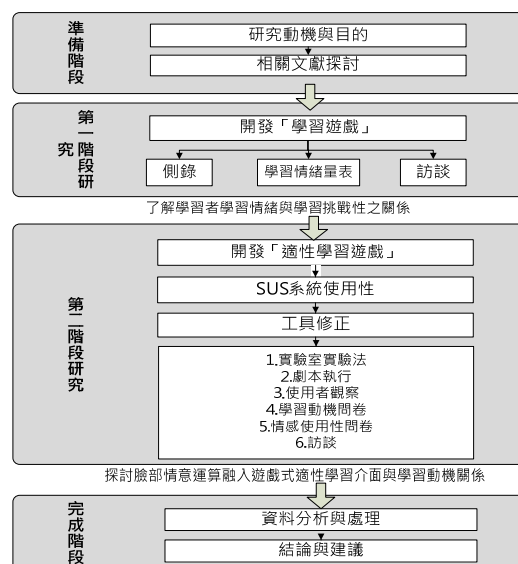 準備階段
研究動機與目的
相關文獻探討
第一階段研究
開發「學習遊戲」
側錄
學習情緒量表
訪談
了解學習者學習情緒與學習挑戰性之關係
第二階段研究
開發「適性學習遊戲」
SUS系統使用性
工具修正
1.實驗室實驗法
2.劇本執行
3.使用者觀察
4.學習動機問卷
5.情感使用性問卷
6.訪談
探討臉部情意運算融入遊戲式適性學習介面與學習動機關係
完成階段
資料分析與處理
結論與建議